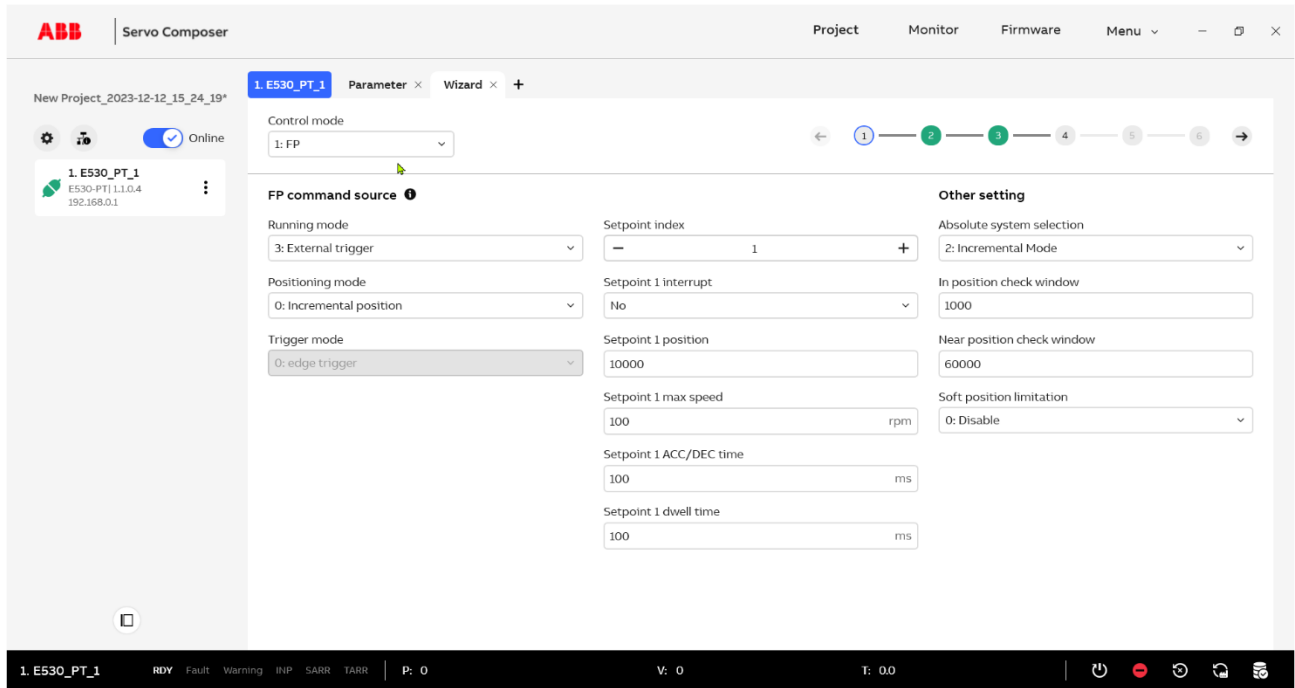 ABB Servo Composer Project Monitor Firmware Menu
New Project_2023-12-12_15_24_19*
Online
1. E530_PT_1
E530-PT| 1.1.0.4
192.168.0.1
1. E530_PT_1 Parameter Wizard
Control mode
1: FP
1 2 3 4 5 6
FP command source
Running mode
3: External trigger
Positioning mode
0: Incremental position
Trigger mode
0: edge trigger
Setpoint index
1
Setpoint 1 interrupt
No
Setpoint 1 position
10000
Setpoint 1 max speed
100 rpm
Setpoint 1 ACC/DEC time
100 ms
Setpoint 1 dwell time
100 ms
Other setting
Absolute system selection
2: Incremental Mode
In position check window
1000
Near position check window
60000
Soft position limitation
0: Disable
1. E530_PT_1 RDY Fault Warning INP SARR TARR P: 0 V: 0 T: 0.0